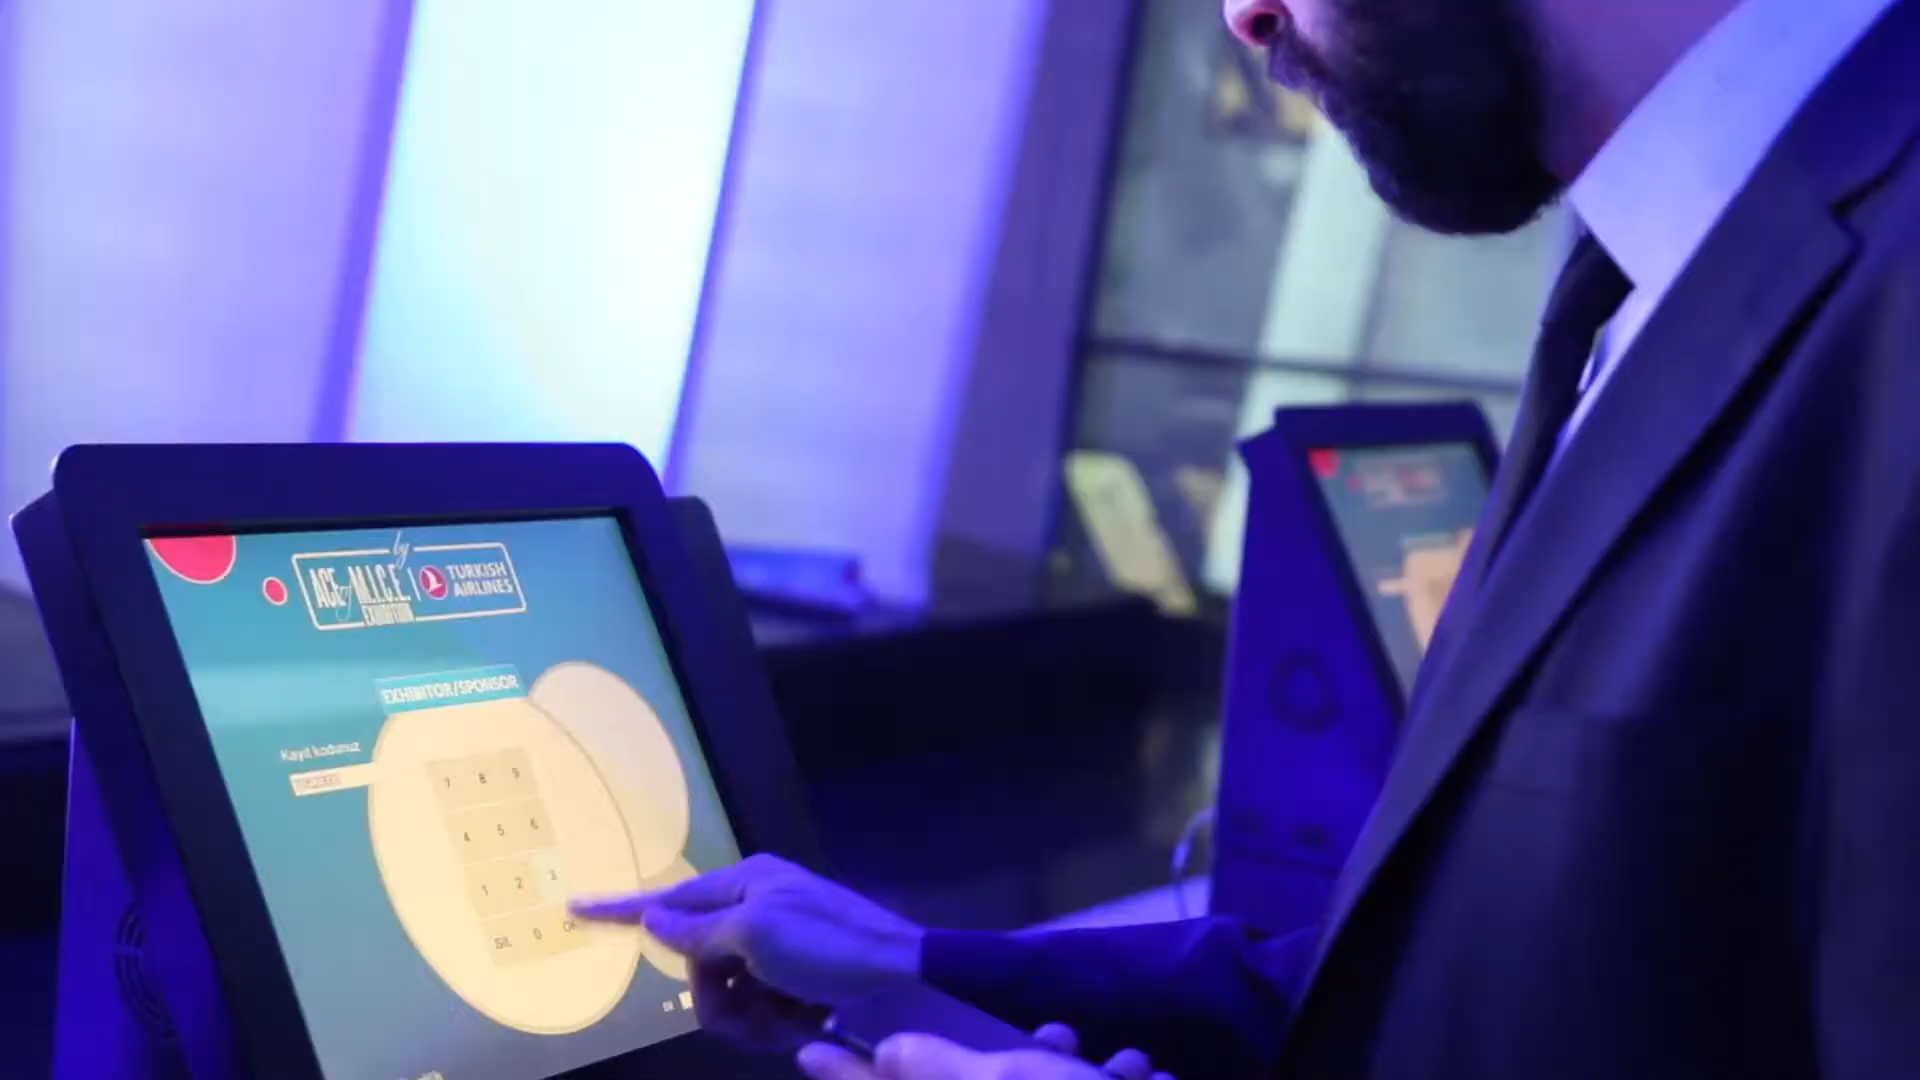 by
ACE of M.I.C.E. | TURKISH AIRLINES
EXHIBITION
EXHIBITOR/SPONSOR
Kayıt kodunuz
7 8 9
4 5 6
1 2 3
SİL 0 OK